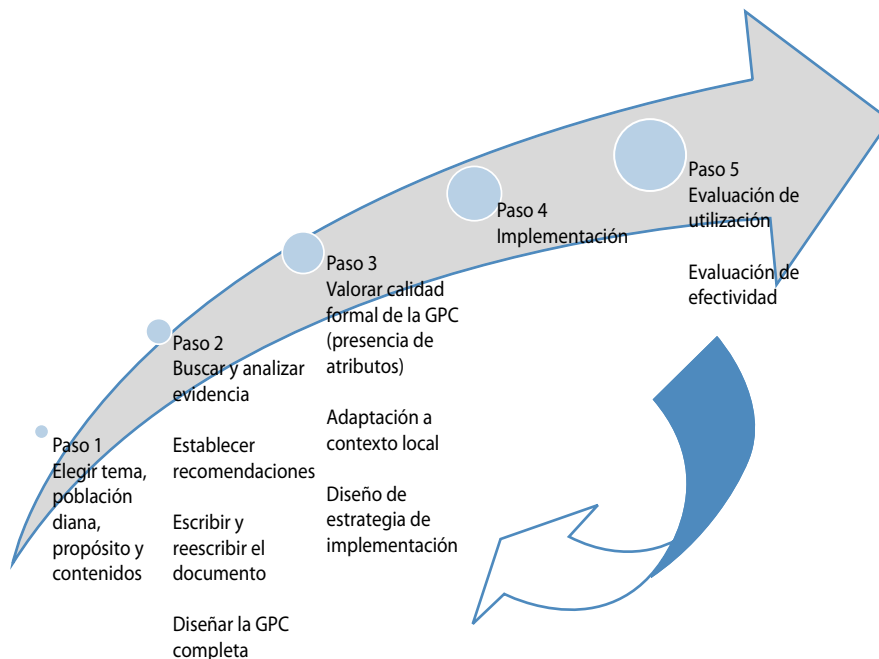 Paso 1
Elegir tema,
población
diana,
propósito y
contenidos
Paso 2
Buscar y analizar
evidencia
Establecer
recomendaciones
Escribir y
reescribir el
documento
Diseñar la GPC
completa
Paso 3
Valorar calidad
formal de la GPC
(presencia de
atributos)
Adaptación a
contexto local
Diseño de
estrategia de
implementación
Paso 4
Implementación
Paso 5
Evaluación de
utilización
Evaluación de
efectividad